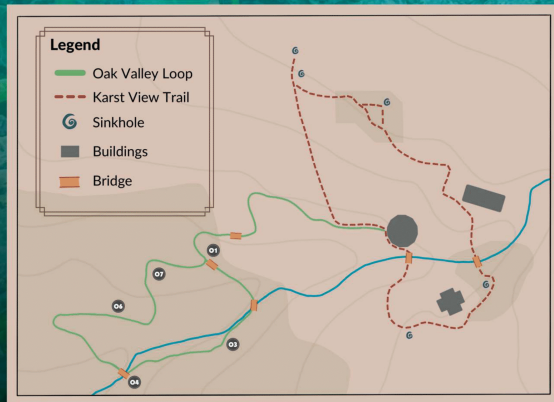 Legend
Oak Valley Loop
Karst View Trail
Sinkhole
Buildings
Bridge
01
07
06
03
04